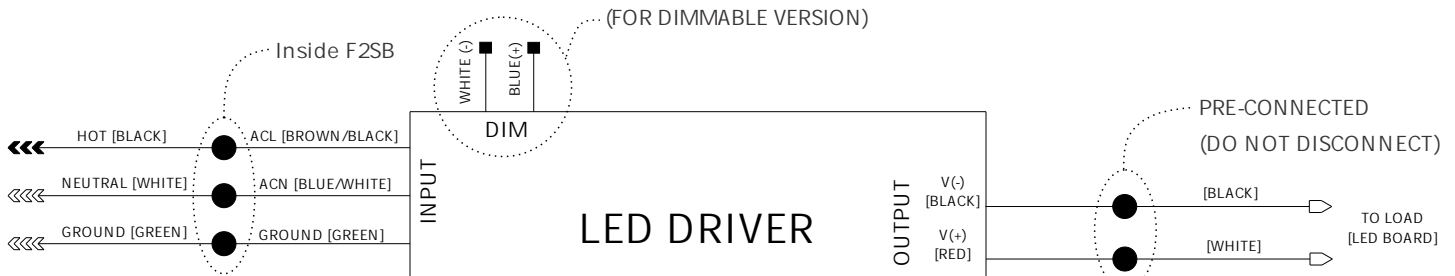 (FOR DIMMABLE VERSION)
Inside F2SB
WHITE (-)
BLUE(+)
DIM
PRE-CONNECTED
(DO NOT DISCONNECT)
HOT [BLACK]
ACL [BROWN/BLACK]
NEUTRAL [WHITE]
ACN [BLUE/WHITE]
GROUND [GREEN]
GROUND [GREEN]
INPUT
LED DRIVER
OUTPUT
V(-)
[BLACK]
V(+)
[RED]
[BLACK]
[WHITE]
TO LOAD
[LED BOARD]